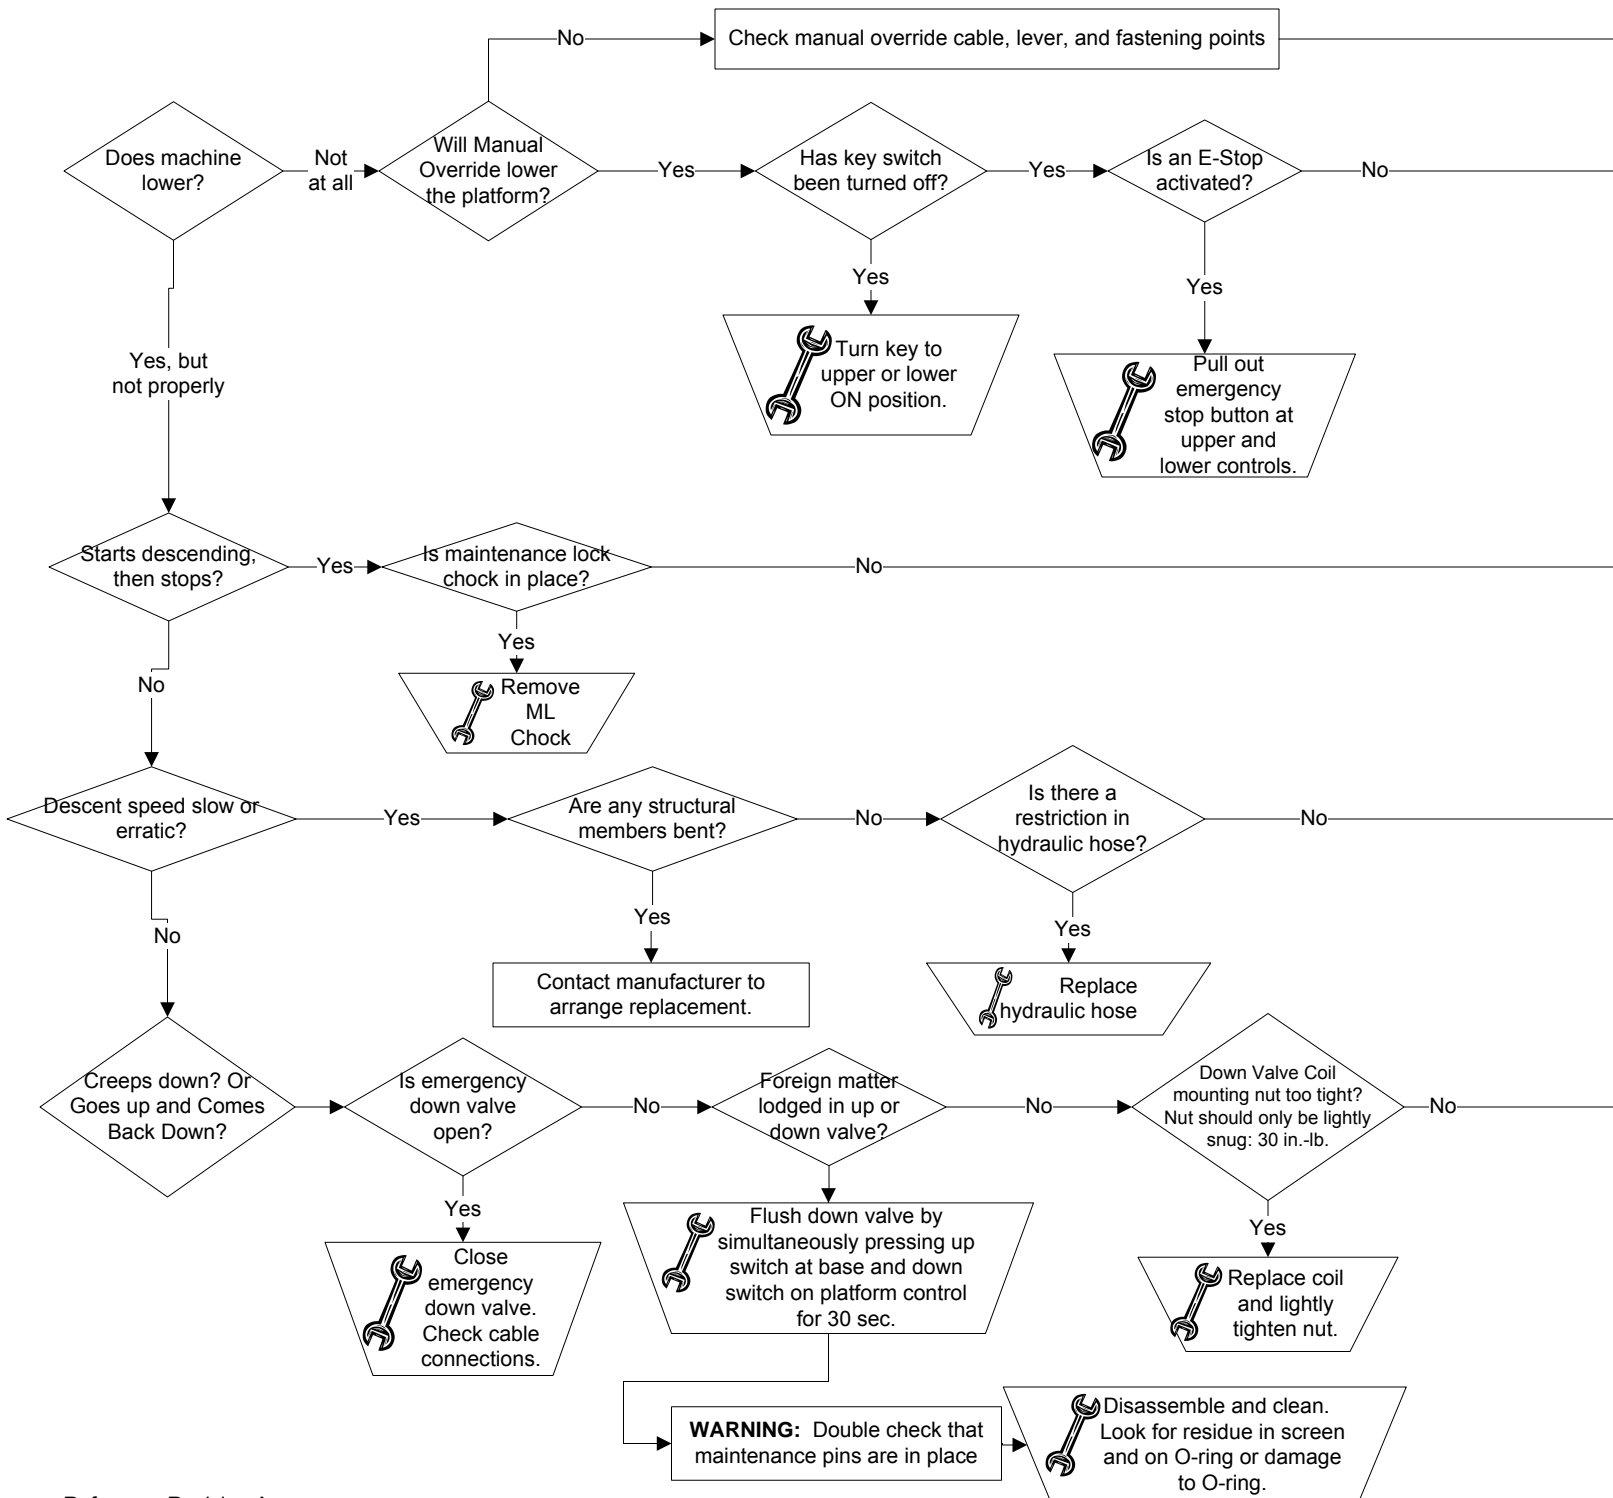 No
Check manual override cable, lever, and fastening points
Does machine
lower?
Not
at all
Will Manual
Override lower
the platform?
Yes
Has key switch
been turned off?
Yes
Is an E-Stop
activated?
No
Yes
Turn key to
upper or lower
ON position.
Yes
Pull out
emergency
stop button at
upper and
lower controls.
Yes, but
not properly
Starts descending,
then stops?
Yes
Is maintenance lock
chock in place?
No
Yes
Remove
ML
Chock
No
Descent speed slow or
erratic?
Yes
Are any structural
members bent?
No
Is there a
restriction in
hydraulic hose?
No
Yes
Contact manufacturer to
arrange replacement.
Yes
Replace
hydraulic hose
No
Creeps down? Or
Goes up and Comes
Back Down?
Is emergency
down valve
open?
No
Foreign matter
lodged in up or
down valve?
No
Down Valve Coil
mounting nut too tight?
Nut should only be lightly
snug: 30 in.-lb.
No
Yes
Close
emergency
down valve.
Check cable
connections.
Flush down valve by
simultaneously pressing up
switch at base and down
switch on platform control
for 30 sec.
Yes
Replace coil
and lightly
tighten nut.
WARNING: Double check that
maintenance pins are in place
Disassemble and clean.
Look for residue in screen
and on O-ring or damage
to O-ring.